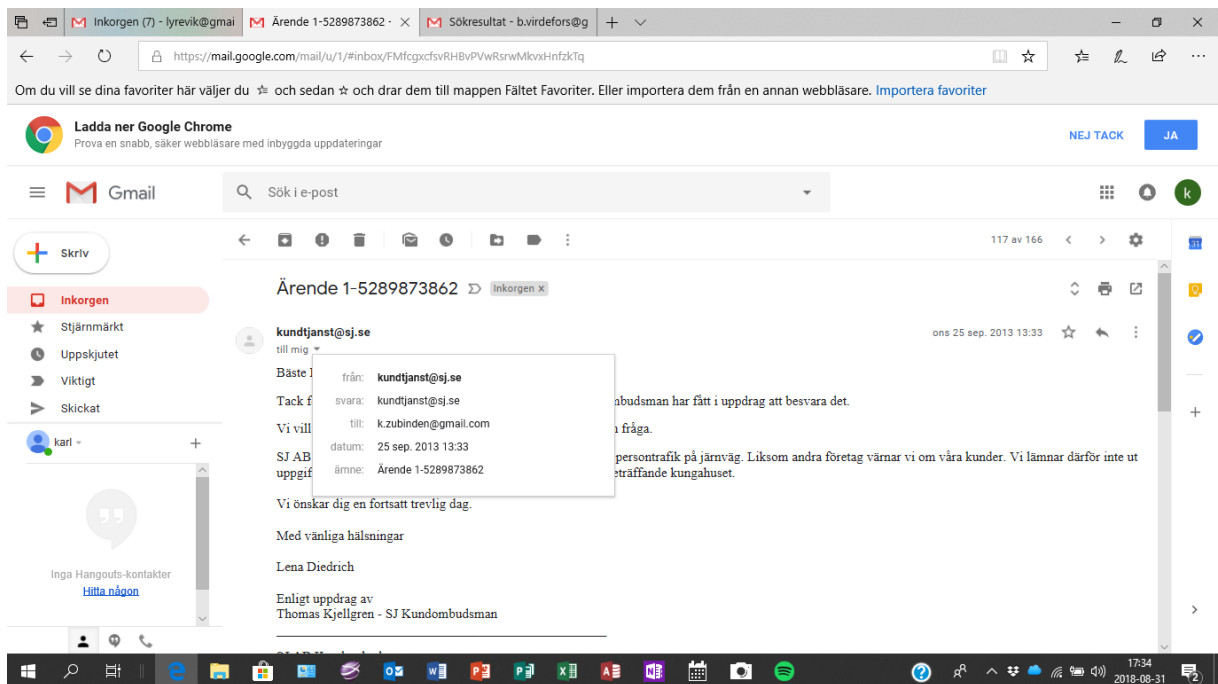 Inkorgen (7) - lyrevik@gmai
Ärende 1-5289873862 -
Sökresultat - b.virdefors@g
https://mail.google.com/mail/u/1/#inbox/FMfcgxcfsvRHBvPVwRsrwMkvxHnfzkTq
Om du vill se dina favoriter här väljer du och sedan och drar dem till mappen Fältet Favoriter. Eller importera dem från en annan webbläsare. Importera favoriter
Ladda ner Google Chrome
Prova en snabb, säker webbläsare med inbyggda uppdateringar
NEJ TACK
JA
Gmail
Sök i e-post
k
Skriv
117 av 166
31
Inkorgen
Stjärnmärkt
Uppskjutet
Viktigt
Skickat
karl
Inga Hangouts-kontakter
Hitta någon
Ärende 1-5289873862
Inkorgen x
kundtjanst@sj.se
ons 25 sep. 2013 13:33
till mig
Bäste
från: kundtjanst@sj.se
svara: kundtjanst@sj.se
till: k.zubinden@gmail.com
datum: 25 sep. 2013 13:33
ämne: Ärende 1-5289873862
Tack f
mbudsman har fått i uppdrag att besvara det.
Vi vill
fråga.
SJ AB
persontrafik på järnväg. Liksom andra företag värnar vi om våra kunder. Vi lämnar därför inte ut
uppgif
eträffande kungahuset.
Vi önskar dig en fortsatt trevlig dag.
Med vänliga hälsningar
Lena Diedrich
Enligt uppdrag av
Thomas Kjellgren - SJ Kundombudsman
17:34
2018-08-31